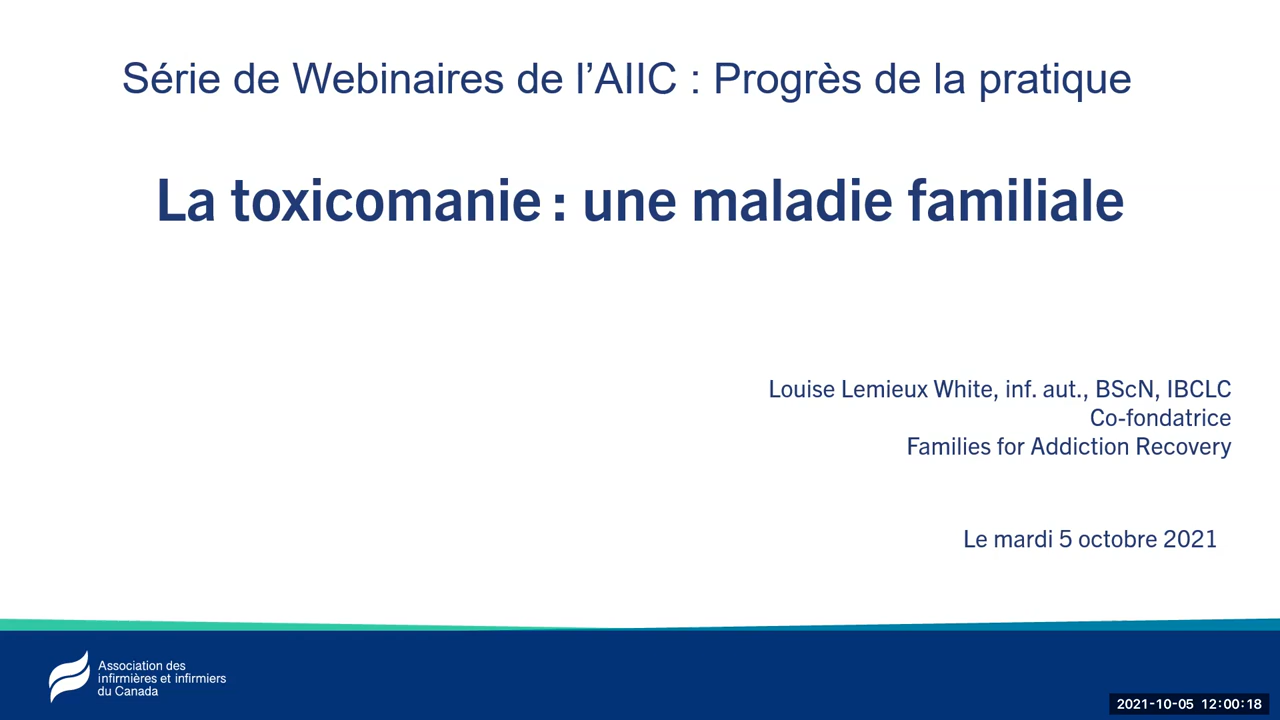 Série de Webinaires de l’AIIC : Progrès de la pratique
La toxicomanie : une maladie familiale
Louise Lemieux White, inf. aut., BScN, IBCLC
Co-fondatrice
Families for Addiction Recovery
Le mardi 5 octobre 2021
Association des
infirmières et infirmiers
du Canada
2021-10-05 12:00:18